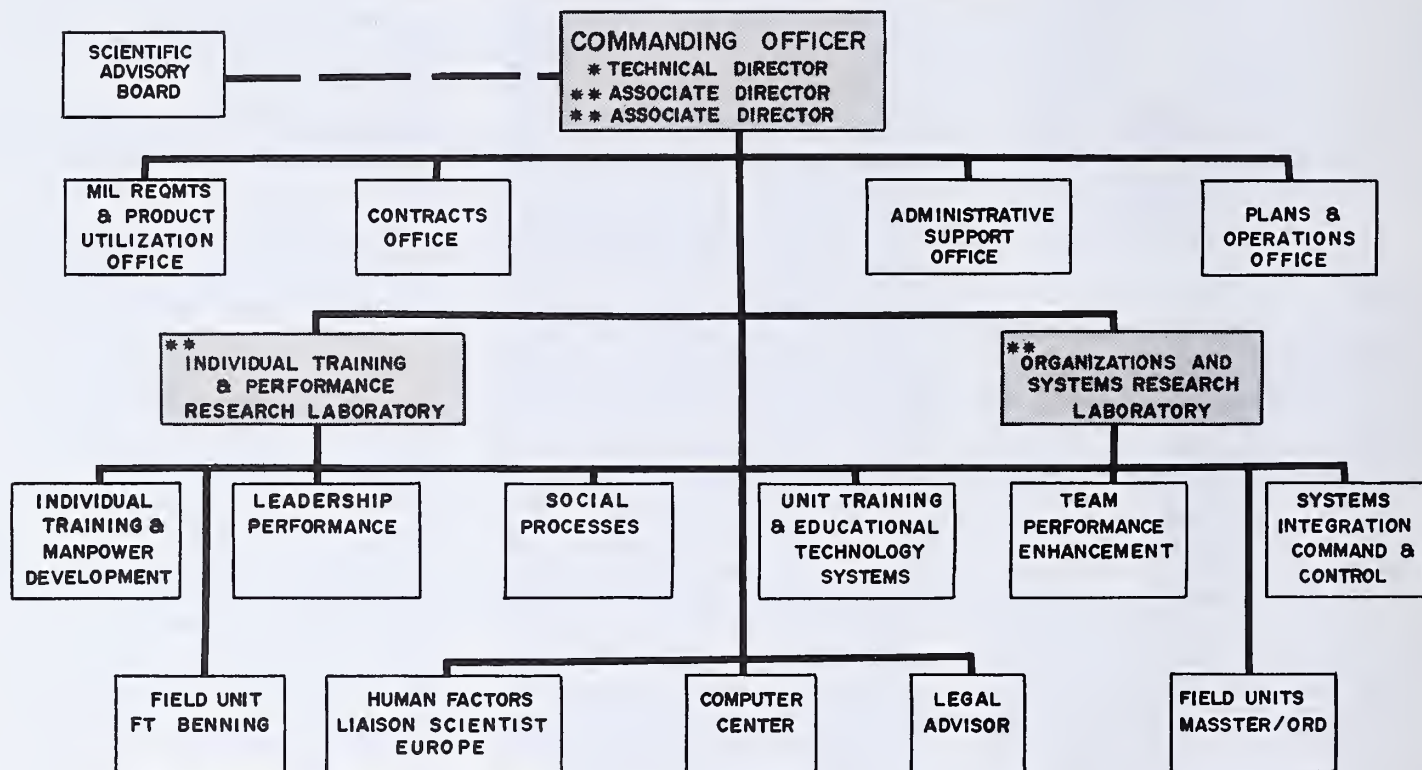 SCIENTIFIC
ADVISORY
BOARD
COMMANDING OFFICER
* TECHNICAL DIRECTOR
** ASSOCIATE DIRECTOR
** ASSOCIATE DIRECTOR
MIL REQMTS
& PRODUCT
UTILIZATION
OFFICE
CONTRACTS
OFFICE
ADMINISTRATIVE
SUPPORT
OFFICE
PLANS &
OPERATIONS
OFFICE
**
INDIVIDUAL TRAINING
& PERFORMANCE
RESEARCH LABORATORY
**
ORGANIZATIONS AND
SYSTEMS RESEARCH
LABORATORY
INDIVIDUAL
TRAINING &
MANPOWER
DEVELOPMENT
LEADERSHIP
PERFORMANCE
SOCIAL
PROCESSES
UNIT TRAINING
& EDUCATIONAL
TECHNOLOGY
SYSTEMS
TEAM
PERFORMANCE
ENHANCEMENT
SYSTEMS
INTEGRATION
COMMAND &
CONTROL
FIELD UNIT
FT BENNING
HUMAN FACTORS
LIAISON SCIENTIST
EUROPE
COMPUTER
CENTER
LEGAL
ADVISOR
FIELD UNITS
MASSTER/ORD